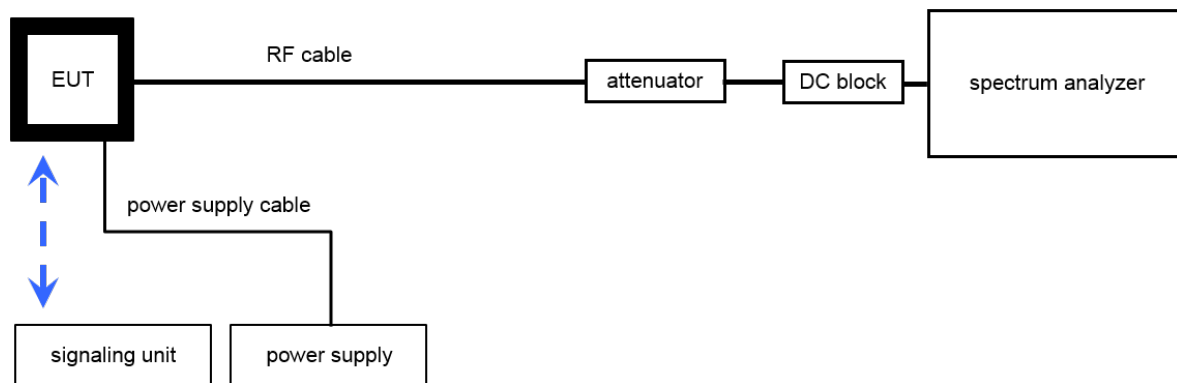 EUT
RF cable
attenuator
DC block
spectrum analyzer
power supply cable
signaling unit
power supply